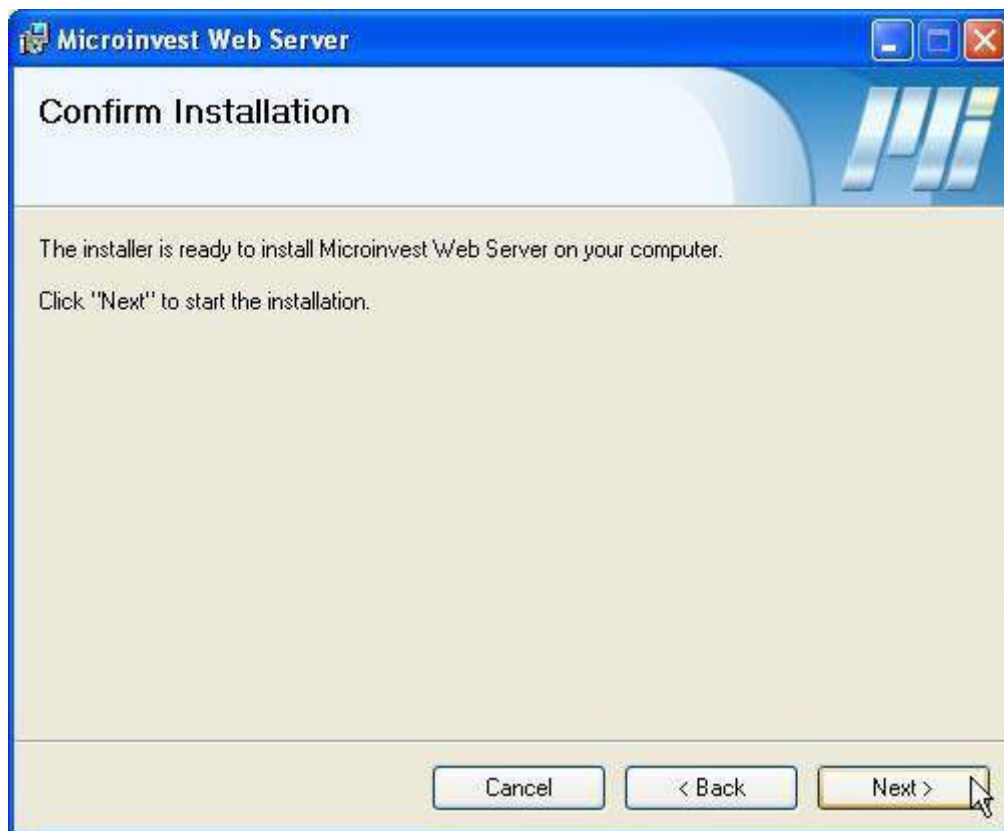 Microinvest Web Server
Confirm Installation
Mi
The installer is ready to install Microinvest Web Server on your computer.
Click "Next" to start the installation.
Cancel
< Back
Next >